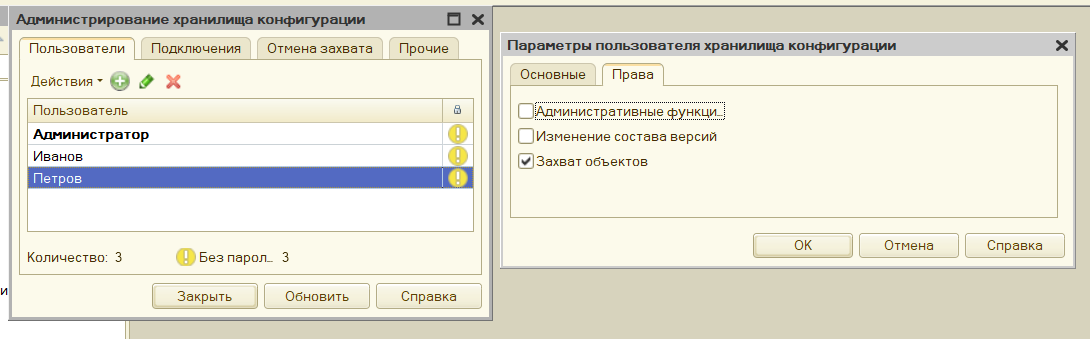 Администрирование хранилища конфигурации
Пользователи Подключения Отмена захвата Прочие
Действия
Пользователь
Администратор
Иванов
Петров
Количество: 3 Без парол... 3
Закрыть Обновить Справка
и
Параметры пользователя хранилища конфигурации
Основные Права
Административные функци...
Изменение состава версий
Захват объектов
OK Отмена Справка